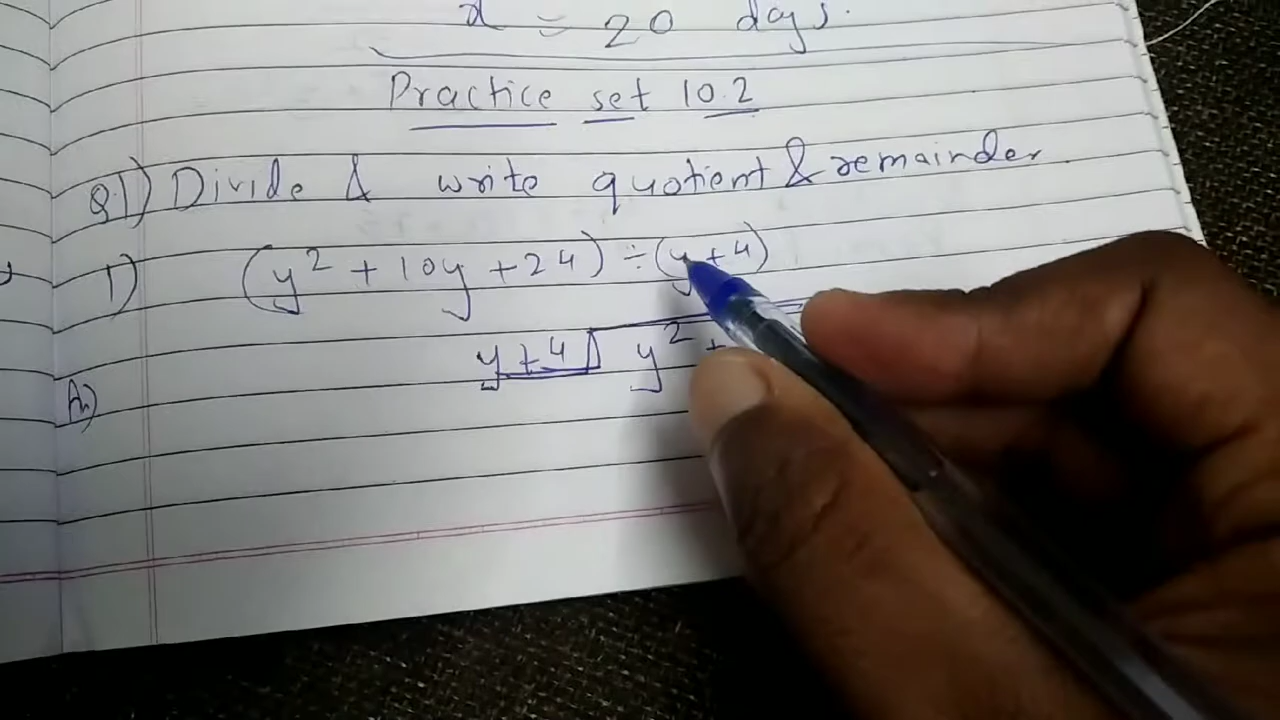 x = 20 days.
Practice set 10.2
Q.1) Divide & write quotient & remainder.
1) (y² + 10y + 24) ÷ (y + 4)
y + 4 y² +
A)